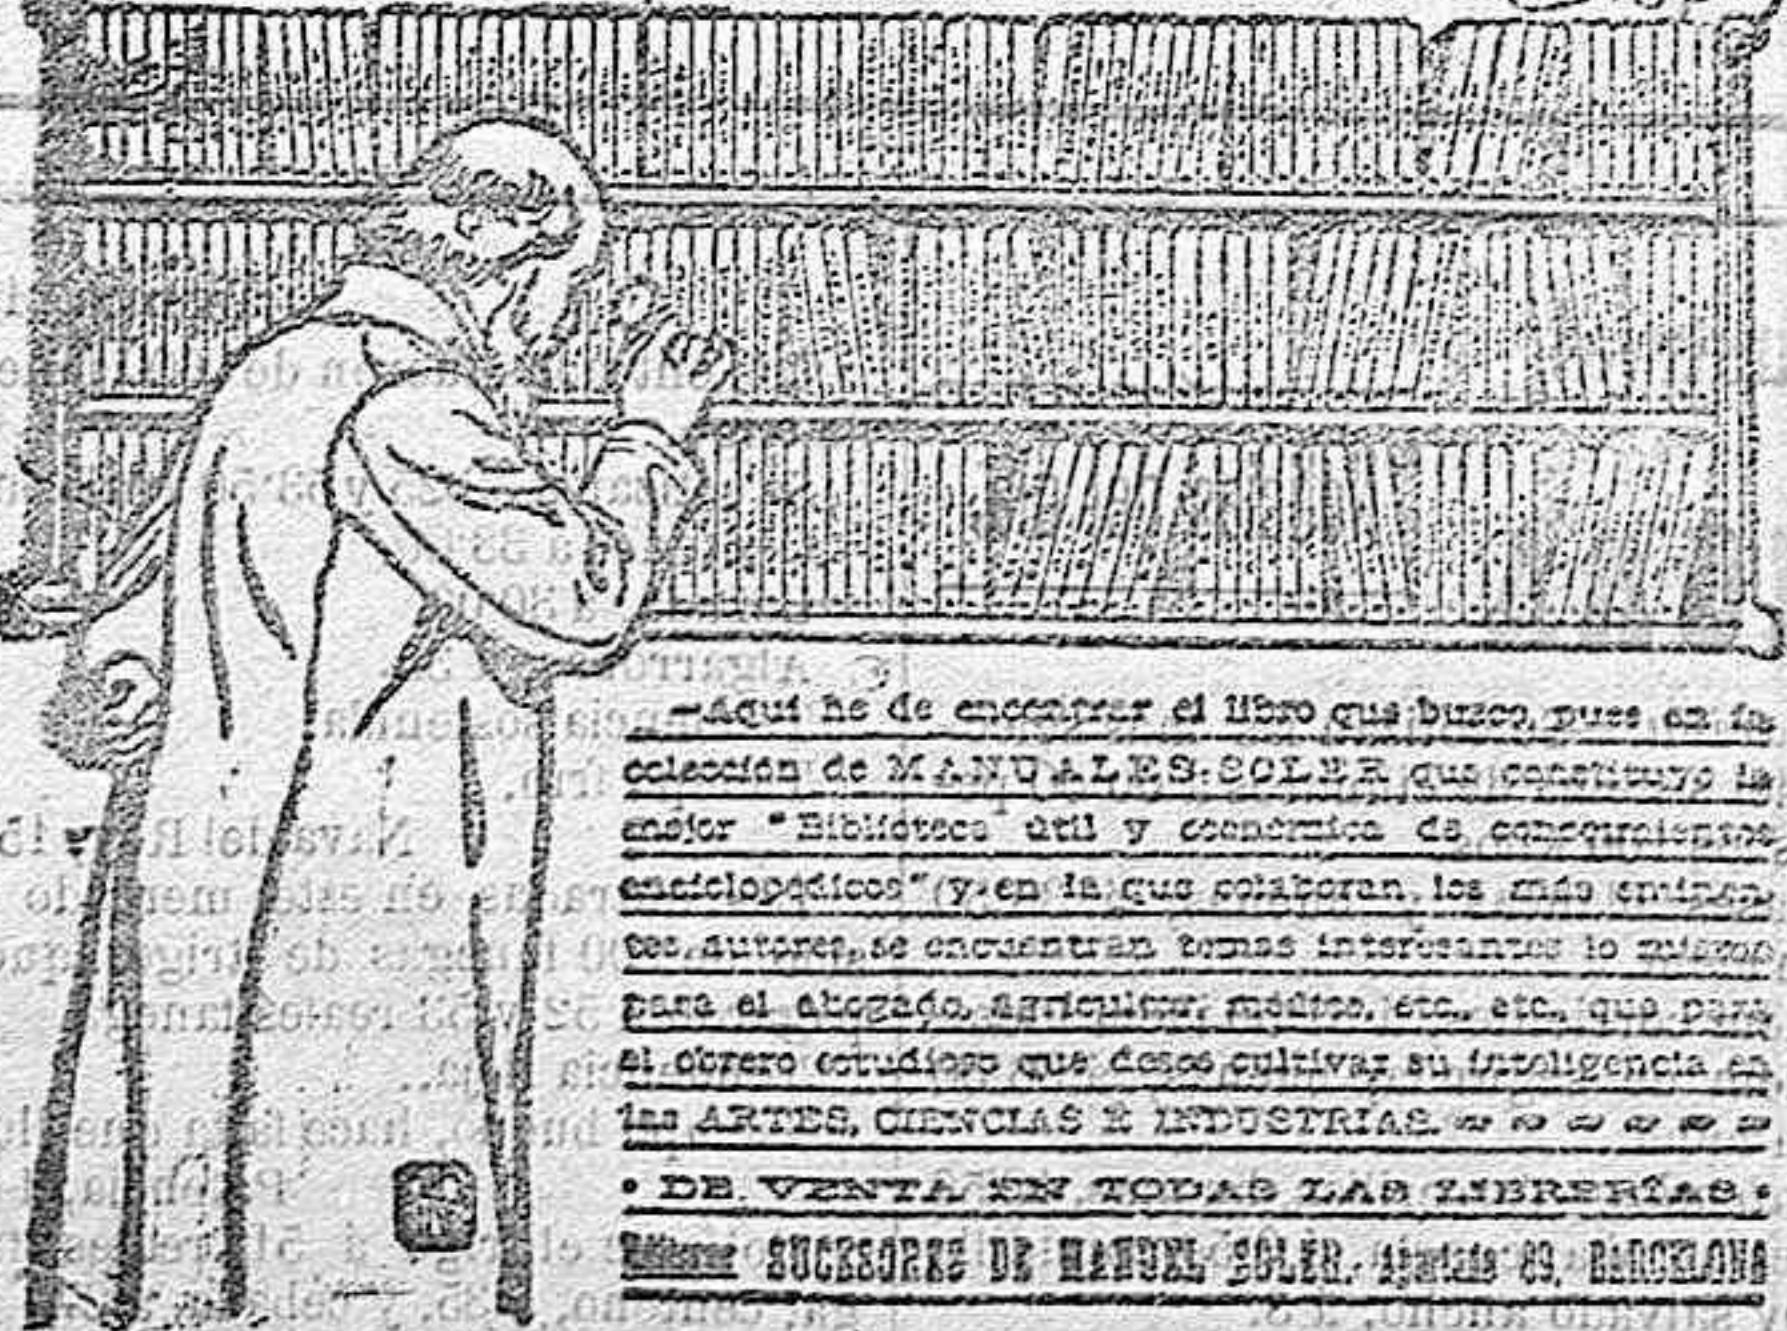 —Aquí he de encontrar el libro que busco, pues en la
colección de MANUALES-SOLER que constituye la
mejor "Biblioteca útil y económica de conocimientos
enciclopédicos" y en la que colaboran los más eminen-
tes autores, se encuentran temas interesantes lo mismo
para el abogado, agricultor, médico, etc., etc., que para
el obrero estudioso que desee cultivar su inteligencia en
las ARTES, CIENCIAS E INDUSTRIAS.
• DE VENTA EN TODAS LAS LIBRERÍAS •
Editores SUCESORES DE MANUEL SOLER. Apartado 89, BARCELONA